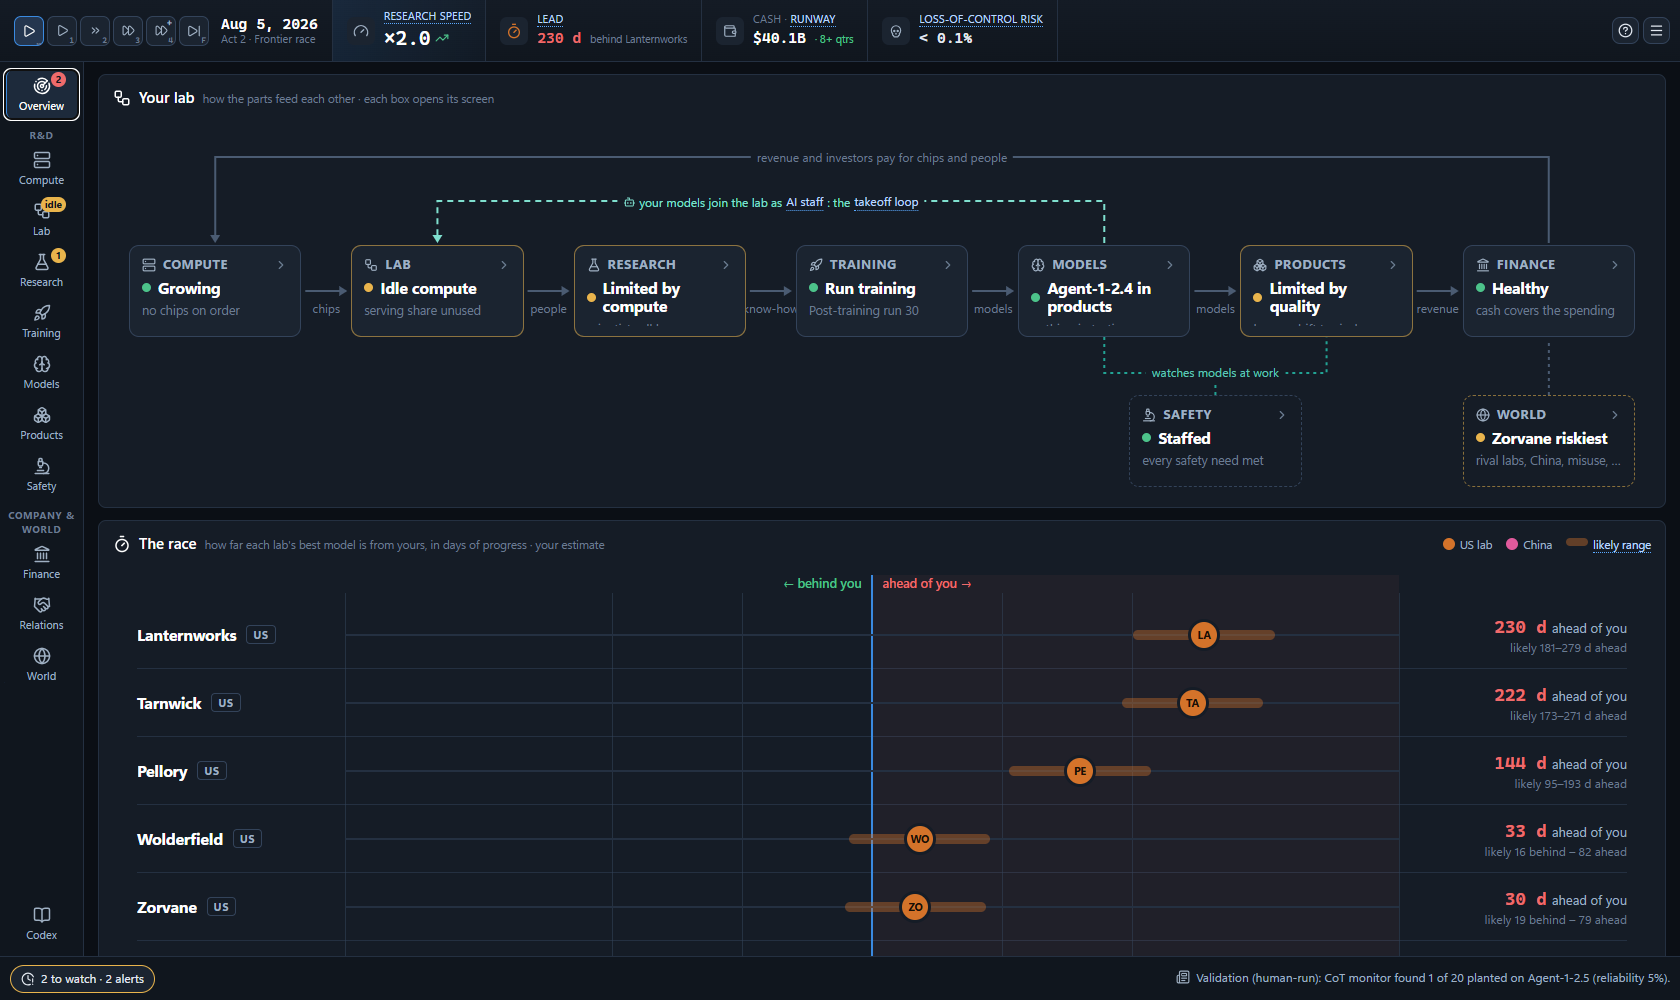 Aug 5, 2026
Act 2 · Frontier race
1
2
3
4
F
RESEARCH SPEED
×2.0
LEAD
230 d behind Lanternworks
CASH · RUNWAY
$40.1B · 8+ qtrs
LOSS-OF-CONTROL RISK
< 0.1%
2
Overview
R&D
Compute
idle
Lab
1
Research
Training
Models
Products
Safety
COMPANY &
WORLD
Finance
Relations
World
Codex
Your lab how the parts feed each other · each box opens its screen
revenue and investors pay for chips and people
your models join the lab as AI staff : the takeoff loop
COMPUTE
Growing
no chips on order
chips
LAB
Idle compute
serving share unused
people
RESEARCH
Limited by
compute
know-how
TRAINING
Run training
Post-training run 30
models
MODELS
Agent-1-2.4 in
products
models
PRODUCTS
Limited by
quality
revenue
FINANCE
Healthy
cash covers the spending
watches models at work
SAFETY
Staffed
every safety need met
WORLD
Zorvane riskiest
rival labs, China, misuse, ...
The race how far each lab's best model is from yours, in days of progress · your estimate
US lab
China
likely range
← behind you
ahead of you →
Lanternworks US
LA
230 d ahead of you
likely 181–279 d ahead
Tarnwick US
TA
222 d ahead of you
likely 173–271 d ahead
Pellory US
PE
144 d ahead of you
likely 95–193 d ahead
Wolderfield US
WO
33 d ahead of you
likely 16 behind – 82 ahead
Zorvane US
ZO
30 d ahead of you
likely 19 behind – 79 ahead
2 to watch · 2 alerts
Validation (human-run): CoT monitor found 1 of 20 planted on Agent-1-2.5 (reliability 5%).